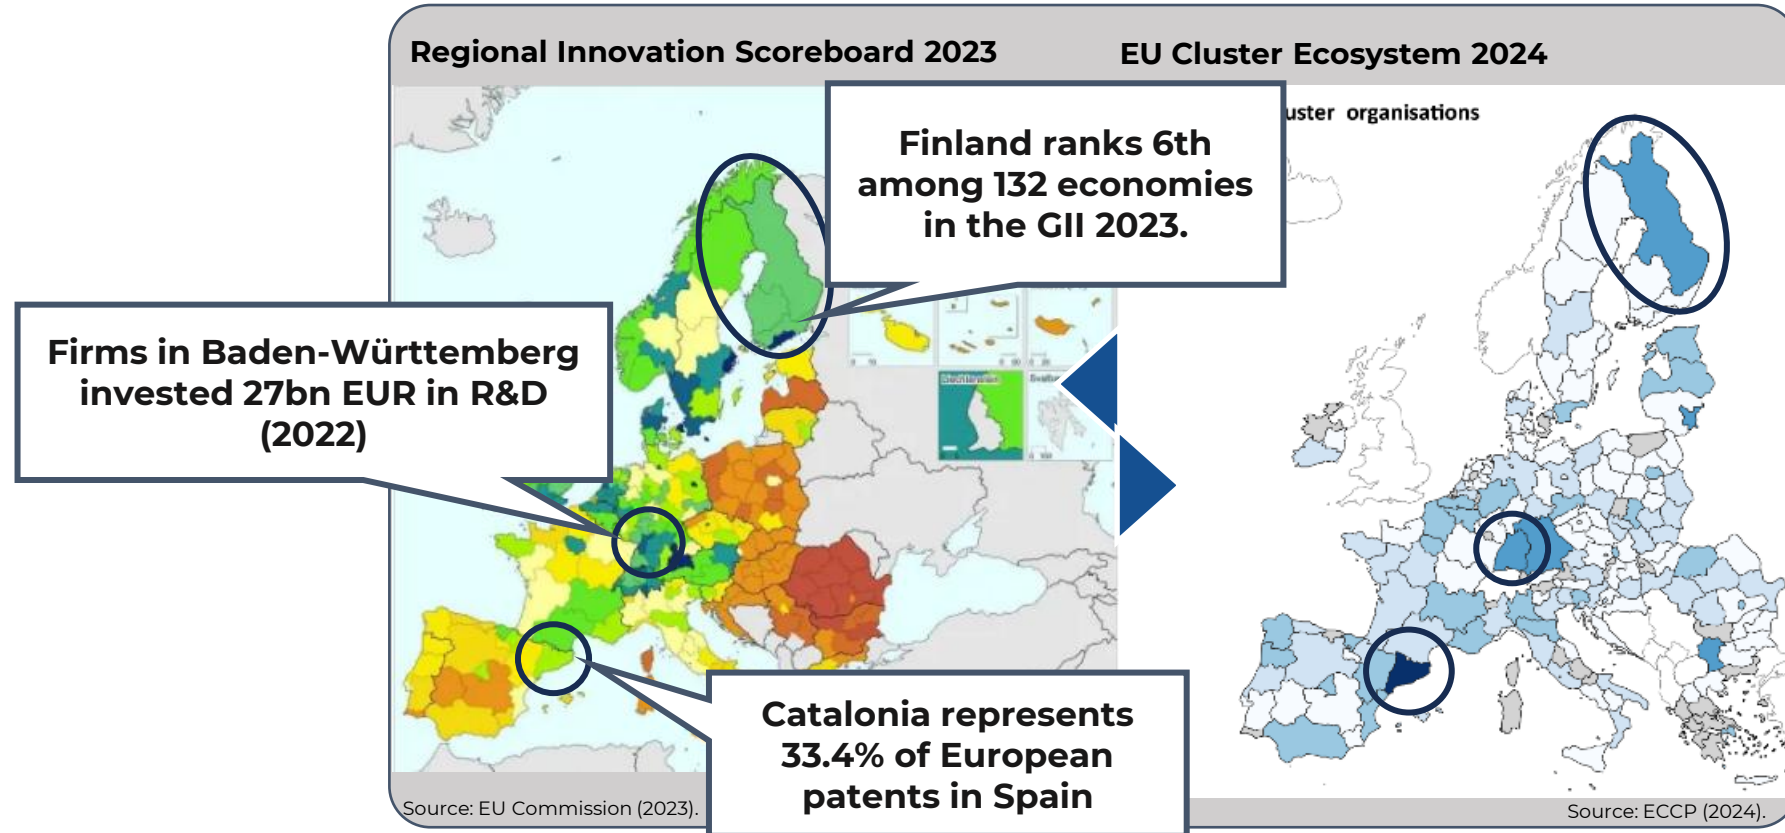 Regional Innovation Scoreboard 2023
EU Cluster Ecosystem 2024
uster organisations
Finland ranks 6th
among 132 economies
in the GII 2023.
Firms in Baden-Württemberg
invested 27bn EUR in R&D
(2022)
Liechtenstein
Catalonia represents
33.4% of European
patents in Spain
Source: EU Commission (2023).
Source: ECCP (2024).